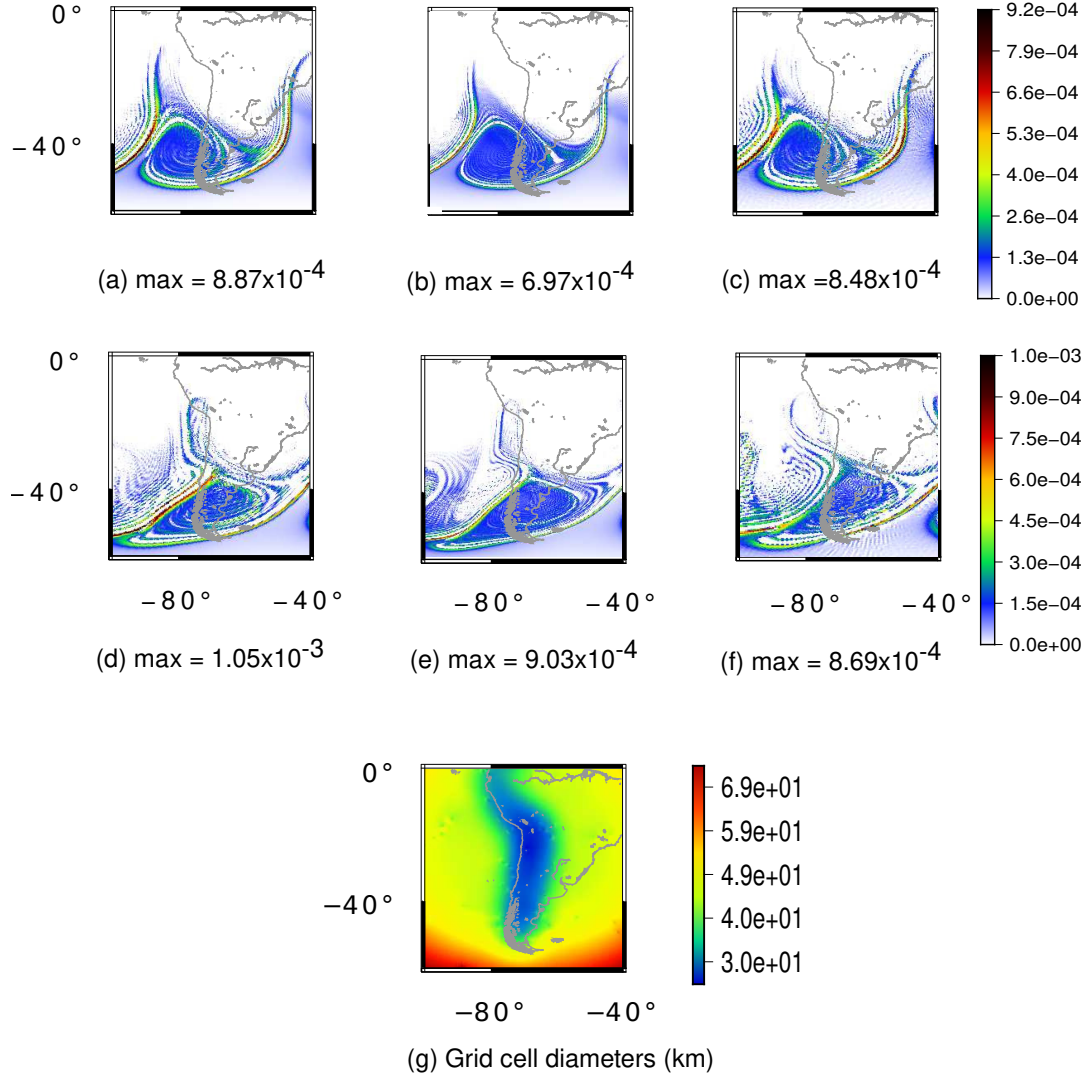 0°
−40°
9.2e−04
7.9e−04
6.6e−04
5.3e−04
4.0e−04
2.6e−04
1.3e−04
0.0e+00
(a) max = 8.87x10-4
(b) max = 6.97x10-4
(c) max =8.48x10-4
0°
−40°
1.0e−03
9.0e−04
7.5e−04
6.0e−04
4.5e−04
3.0e−04
1.5e−04
0.0e+00
−80° −40°
−80° −40°
−80° −40°
(d) max = 1.05x10-3
(e) max = 9.03x10-4
(f) max = 8.69x10-4
0°
−40°
6.9e+01
5.9e+01
4.9e+01
3.9e+01
3.0e+01
−80° −40°
(g) Grid cell diameters (km)